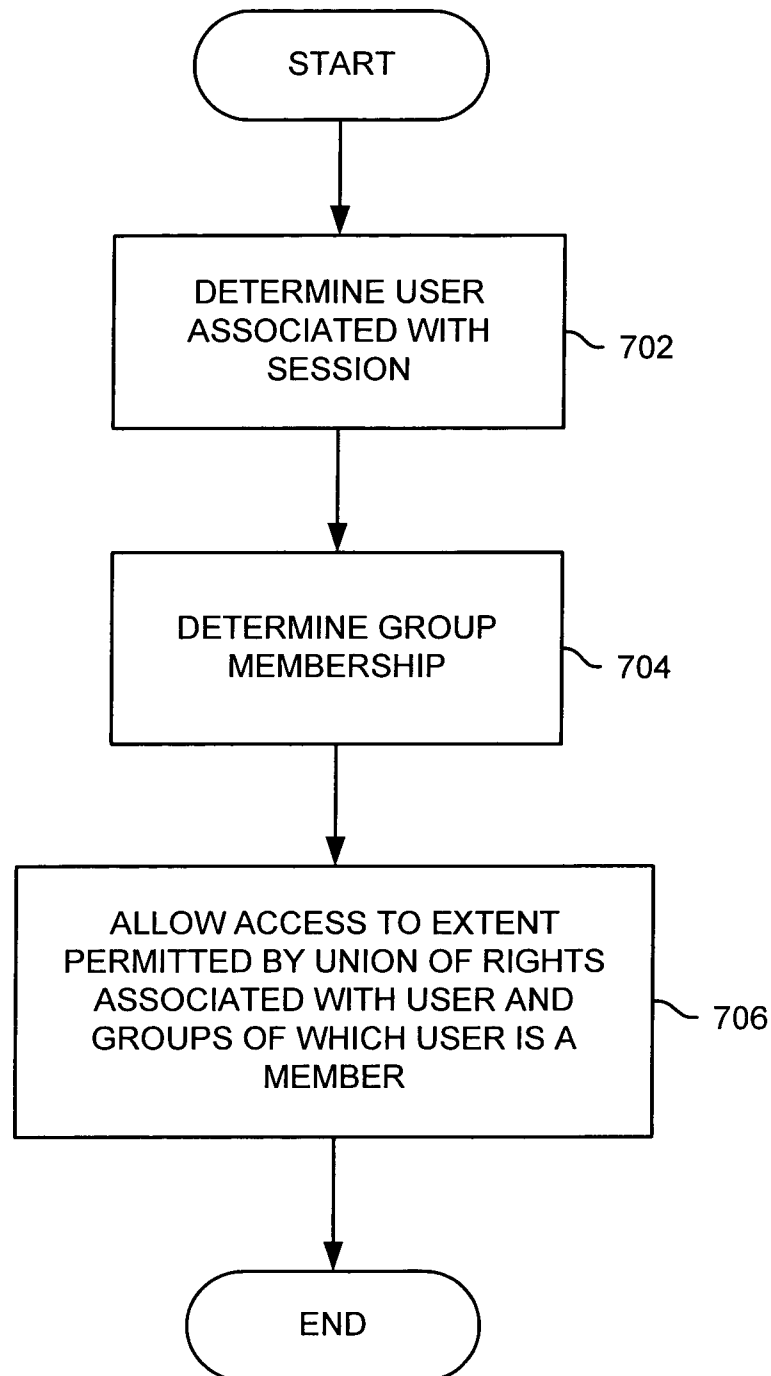 START
DETERMINE USER
ASSOCIATED WITH
SESSION
702
DETERMINE GROUP
MEMBERSHIP
704
ALLOW ACCESS TO EXTENT
PERMITTED BY UNION OF RIGHTS
ASSOCIATED WITH USER AND
GROUPS OF WHICH USER IS A
MEMBER
706
END